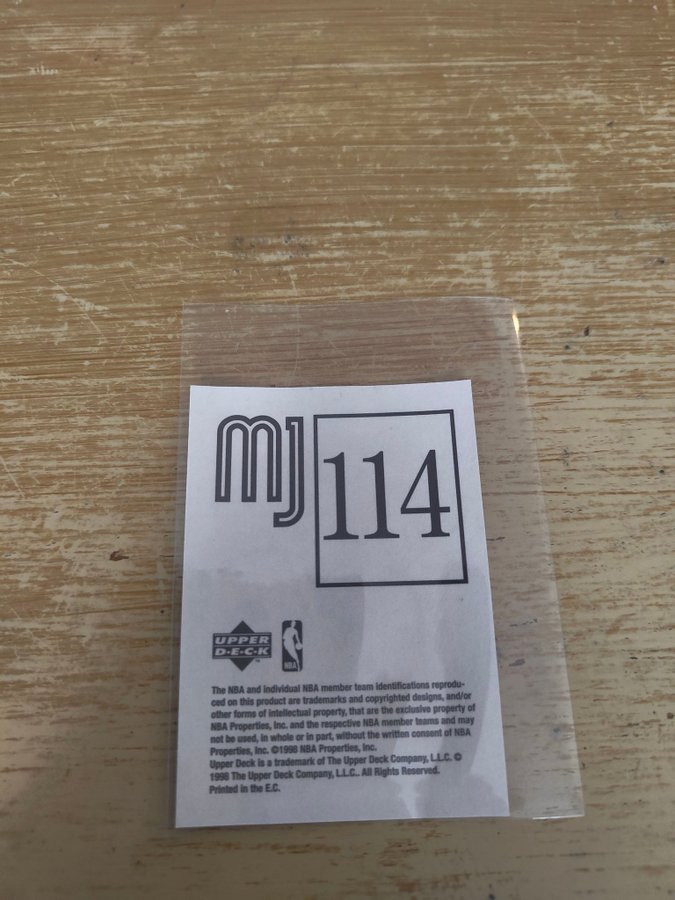 MJ
114
UPPER
D·E·C·K
TM
NBA
The NBA and individual NBA member team identifications reprodu-
ced on this product are trademarks and copyrighted designs, and/or
other forms of intellectual property, that are the exclusive property of
NBA Properties, Inc. and the respective NBA member teams and may
not be used, in whole or in part, without the written consent of NBA
Properties, Inc. ©1998 NBA Properties, Inc.
Upper Deck is a trademark of The Upper Deck Company, L.L.C. ©
1998 The Upper Deck Company, L.L.C.. All Rights Reserved.
Printed in the E.C.